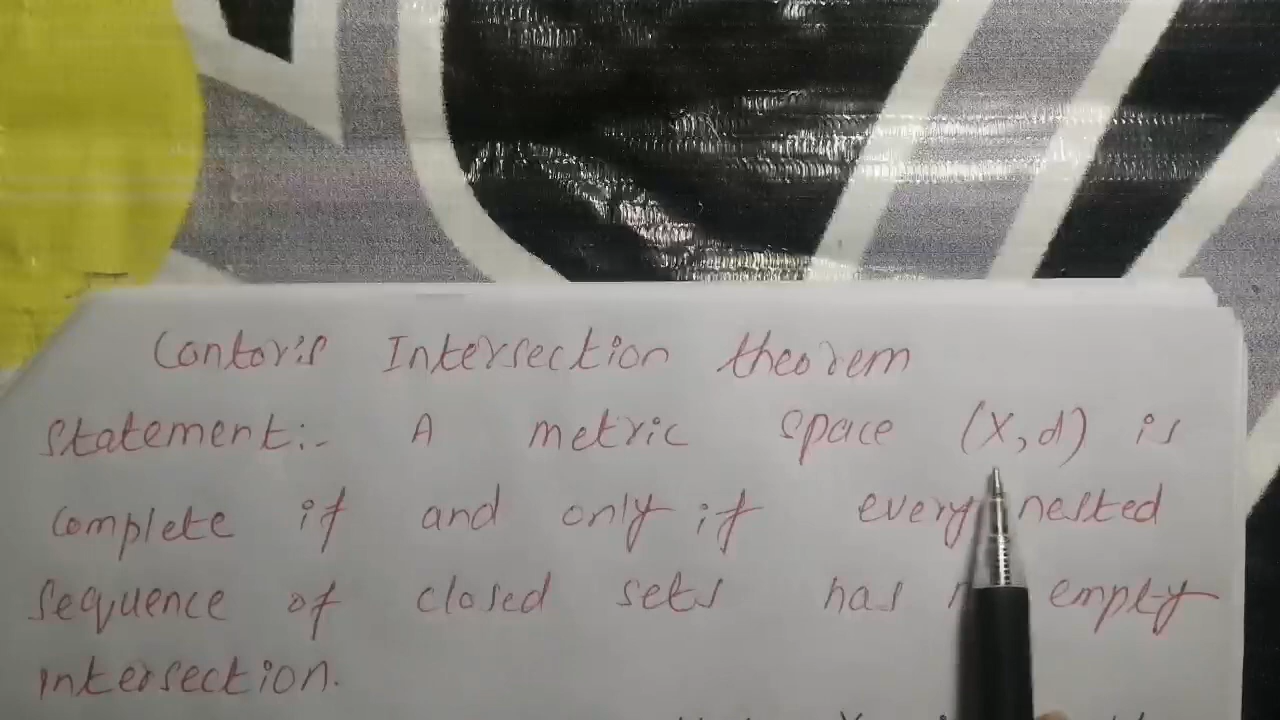 Contor's Intersection theorem
Statement:- A metric space (X,d) is
complete if and only if every nested
sequence of closed sets has empty
intersection.